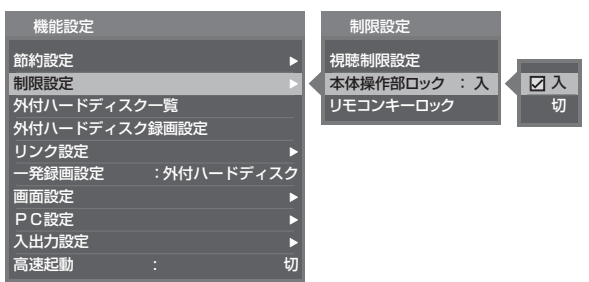 機能設定
節約設定 ▶
制限設定 ▶
外付ハードディスク一覧
外付ハードディスク録画設定
リンク設定 ▶
一発録画設定 :外付ハードディスク
画面設定 ▶
PC設定 ▶
入出力設定 ▶
高速起動 : 切
制限設定
視聴制限設定
本体操作部ロック : 入
リモコンキーロック
☑ 入
切